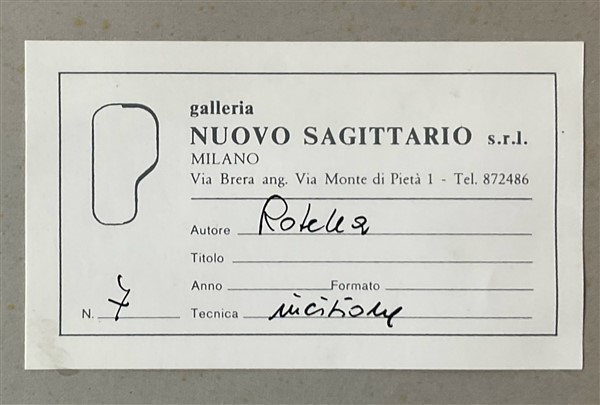 galleria
NUOVO SAGITTARIO s.r.l.
MILANO
Via Brera ang. Via Monte di Pietà 1 - Tel. 872486
Autore Rotella
Titolo
Anno Formato
N. 7 Tecnica incisione